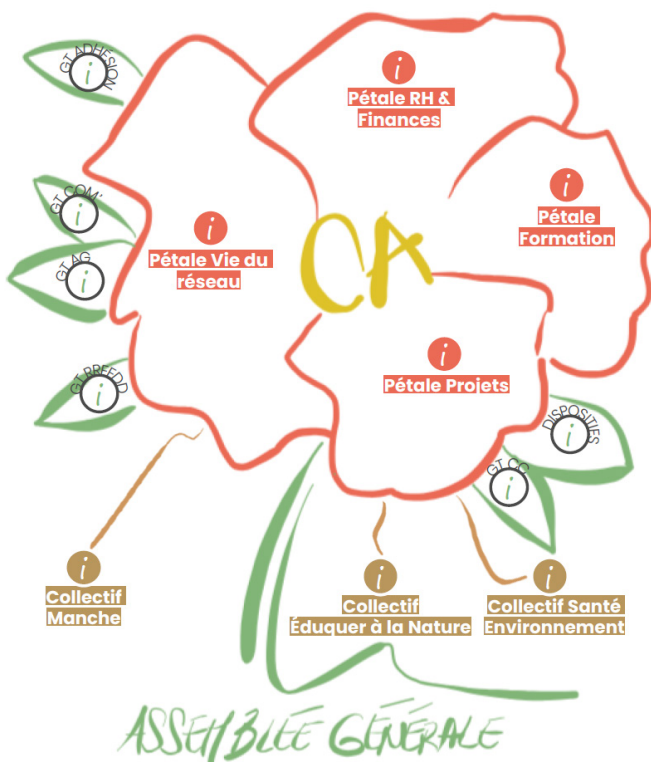 GT ADHÉSION
i
i
Pétale RH &
Finances
GT COM'
i
i
Pétale
Formation
i
Pétale Vie du
réseau
CA
GT AG
i
i
Pétale Projets
GT RREEDD
i
DISPOSITIFS
i
GT CC
i
i
Collectif
Manche
i
Collectif
Éduquer à la Nature
i
Collectif Santé
Environnement
ASSEMBLÉE GÉNÉRALE